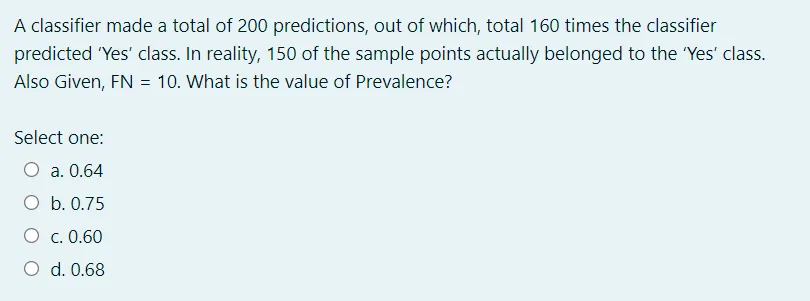 A classifier made a total of 200 predictions, out of which, total 160 times the classifier
predicted ‘Yes’ class. In reality, 150 of the sample points actually belonged to the ‘Yes’ class.
Also Given, FN = 10. What is the value of Prevalence?
Select one:
a. 0.64
b. 0.75
c. 0.60
d. 0.68